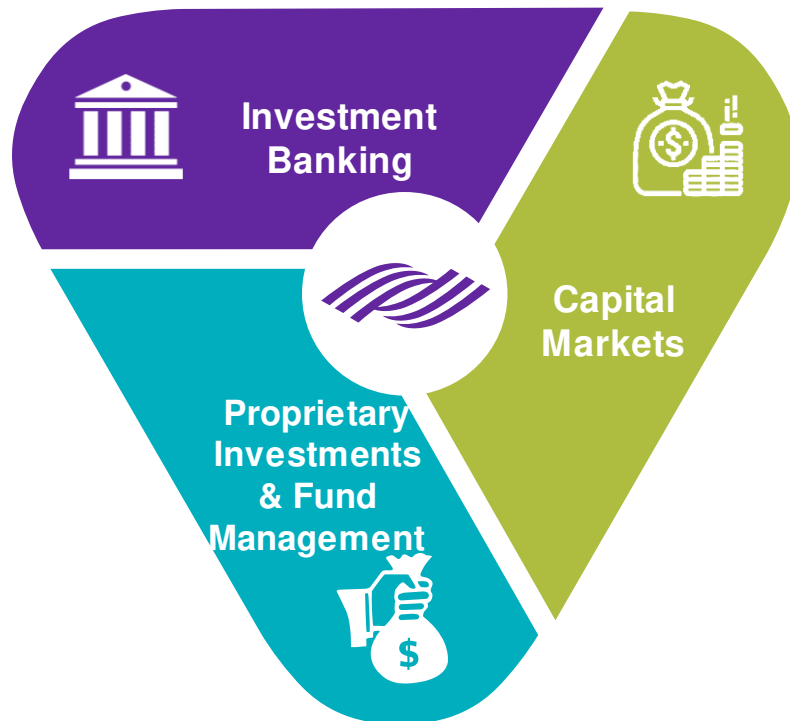 Investment
Banking
Capital
Markets
Proprietary
Investments
& Fund
Management
$
$